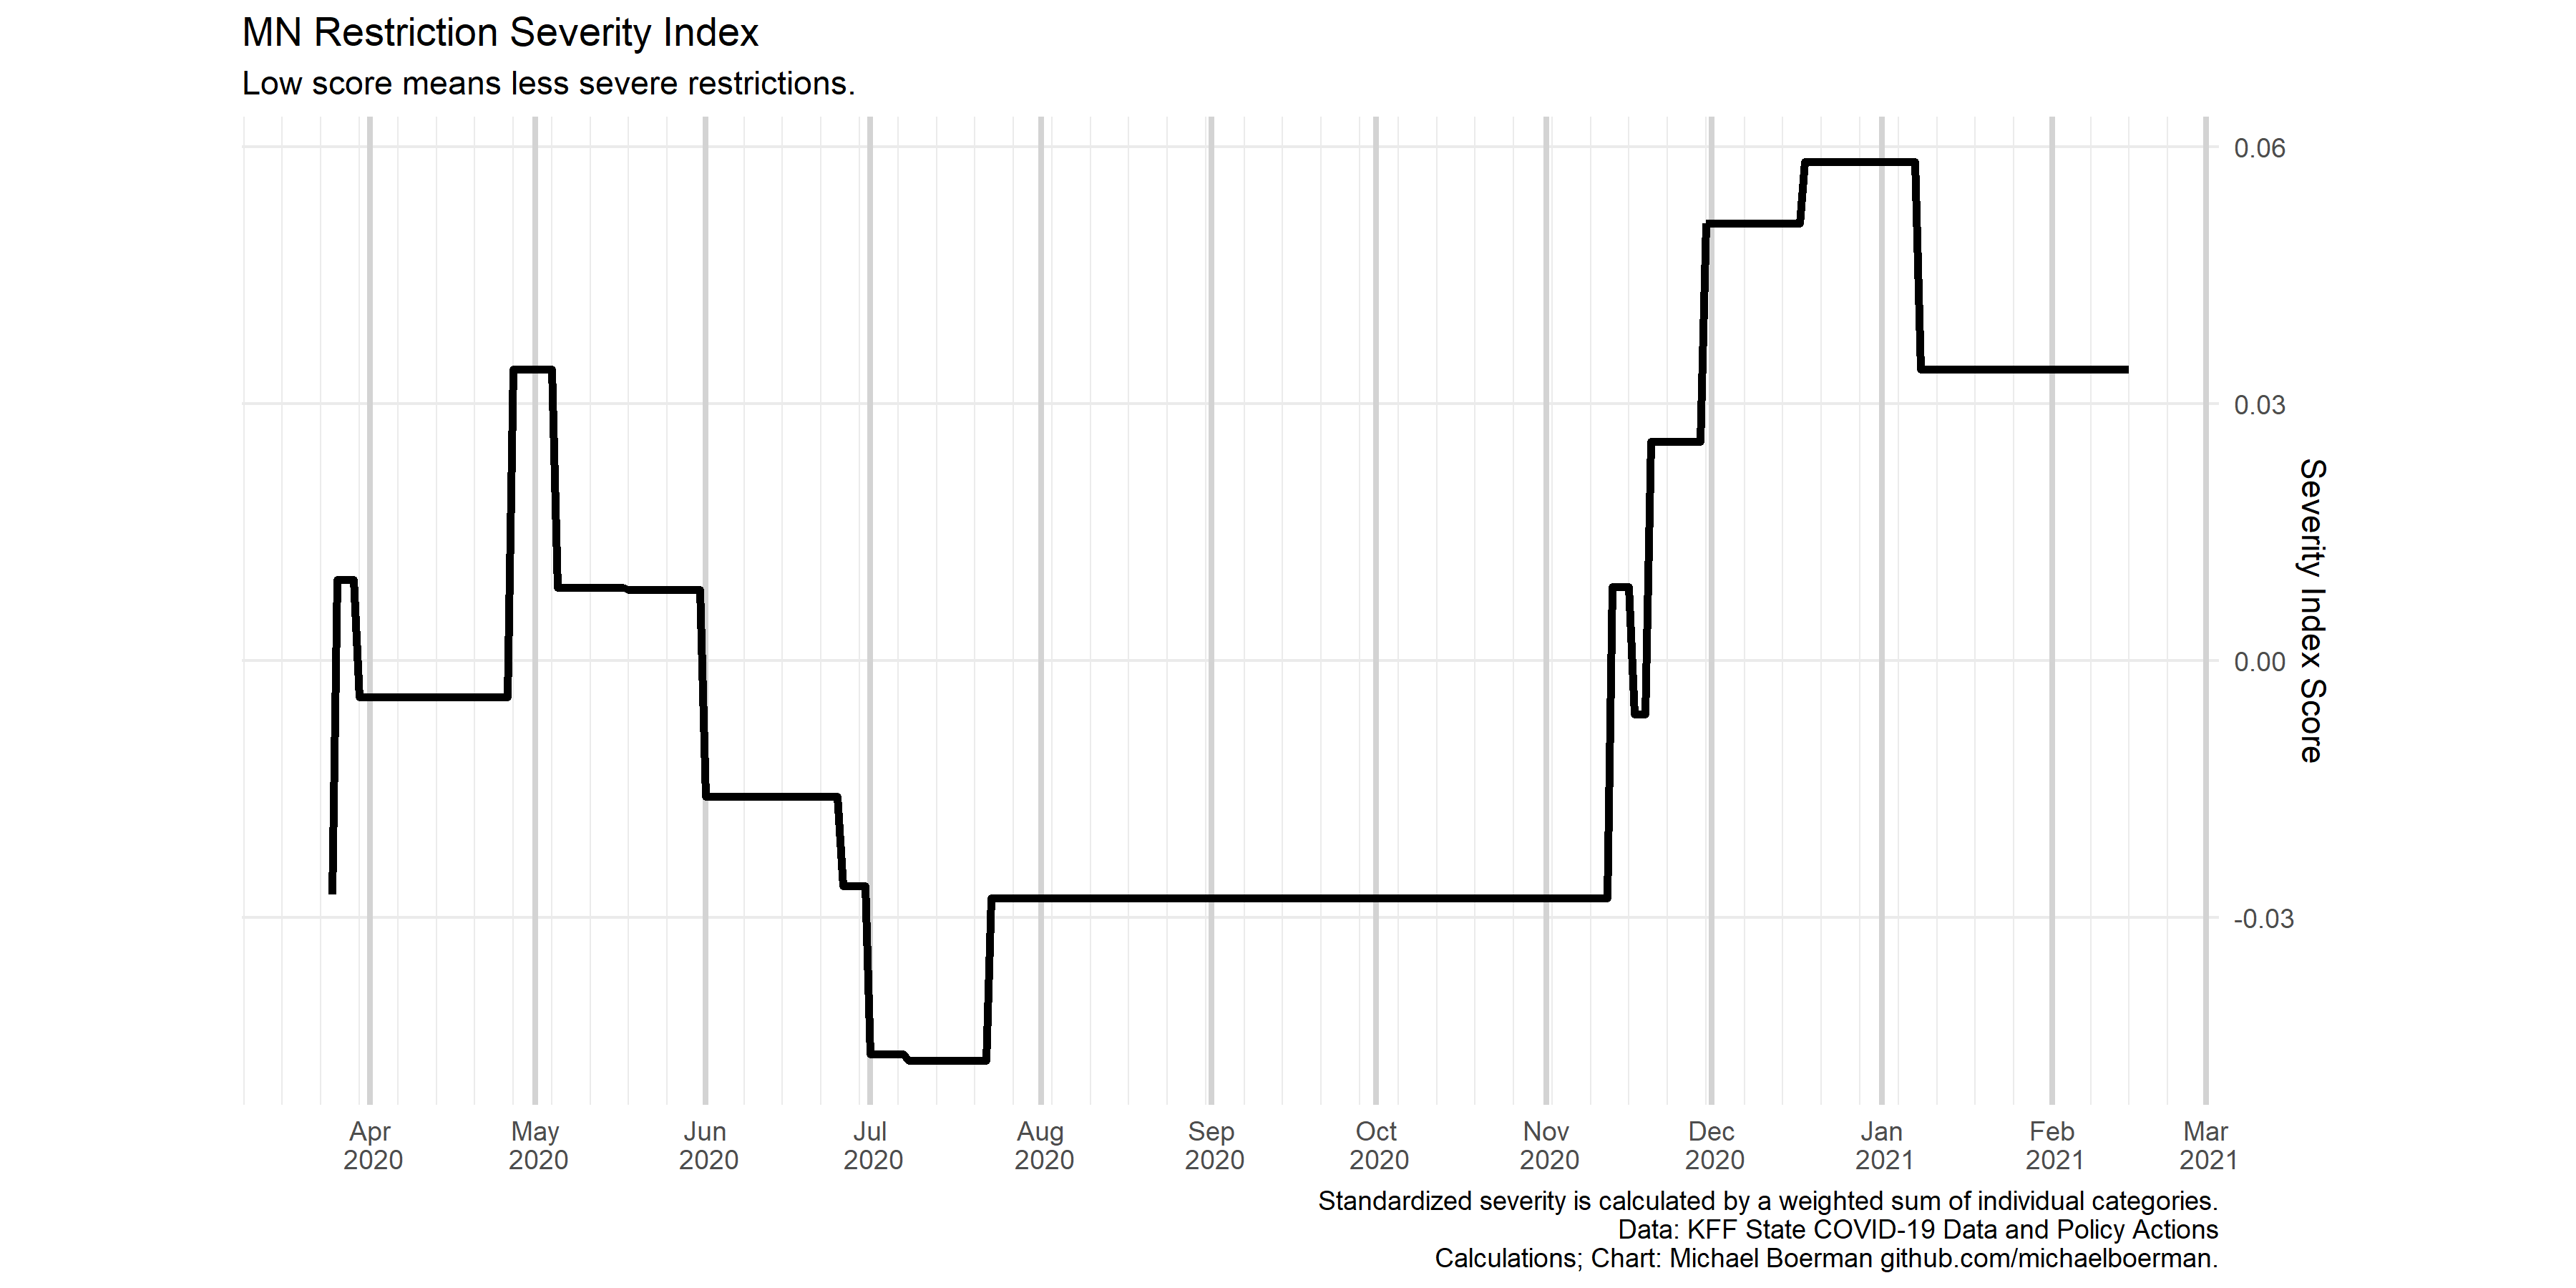 MN Restriction Severity Index
Low score means less severe restrictions.
0.06
0.03
0.00
-0.03
Severity Index Score
Apr 2020
May 2020
Jun 2020
Jul 2020
Aug 2020
Sep 2020
Oct 2020
Nov 2020
Dec 2020
Jan 2021
Feb 2021
Mar 2021
Standardized severity is calculated by a weighted sum of individual categories.
Data: KFF State COVID-19 Data and Policy Actions
Calculations; Chart: Michael Boerman github.com/michaelboerman.